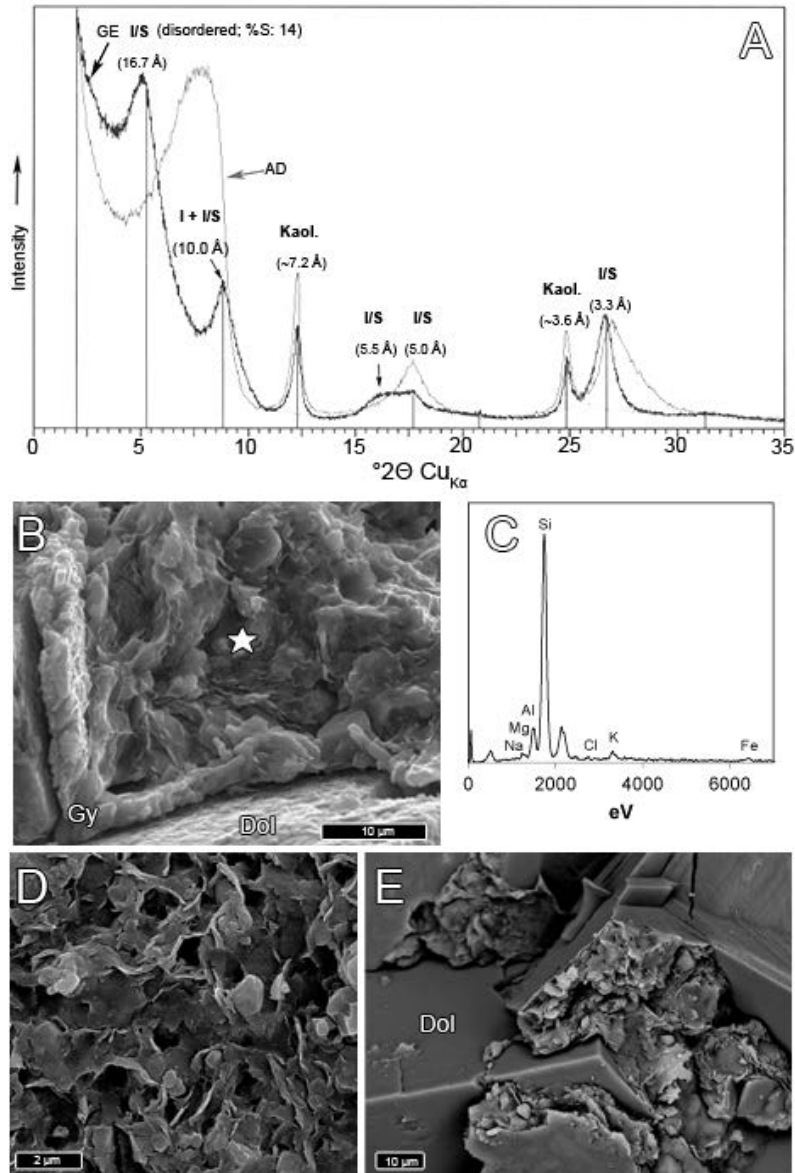 A
GE I/S (disordered; %S: 14)
(16.7 Å)
AD
I + I/S
(10.0Å)
Kaol.
(~7.2 Å)
I/S
(5.5 Å)
I/S
(5.0 Å)
Kaol.
(~3.6 Å)
I/S
(3.3 Å)
Intensity
0 5 10 15 20 25 30 35
°2Θ CuKα
B
Gy
Dol
10 µm
C
Si
Al
Mg
Na
Cl
K
Fe
0 2000 4000 6000
eV
D
2 µm
E
Dol
10 µm